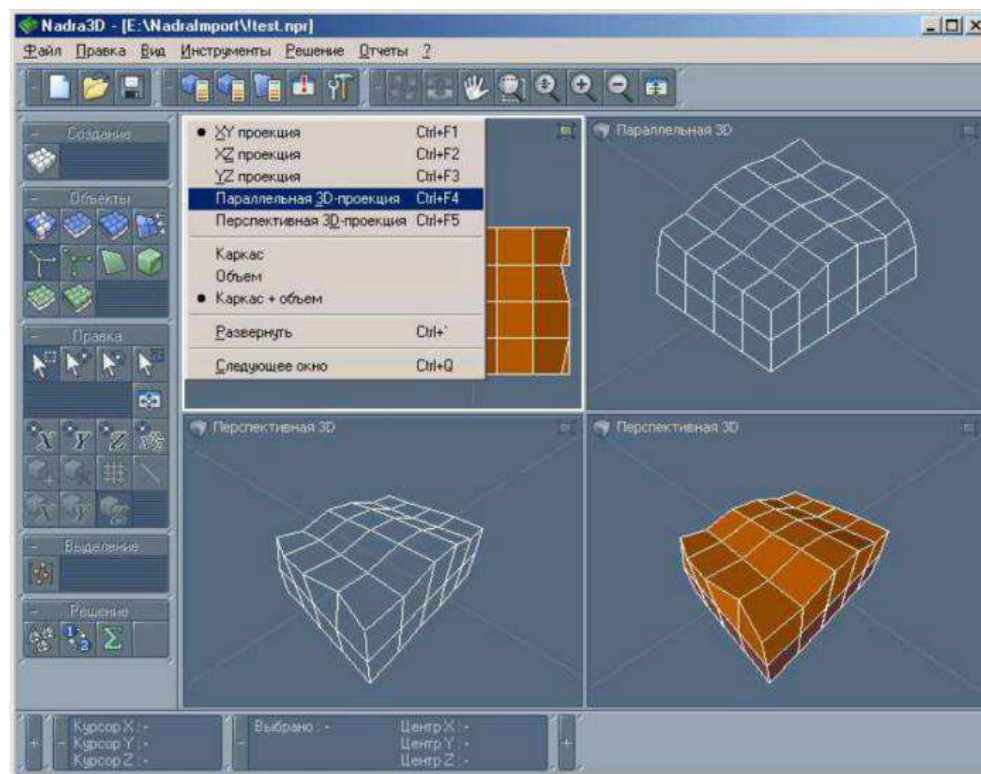 Nadra3D - [E:\NadraImport\!test.npr]
Файл Правка Вид Инструменты Решение Отчеты ?
Создание
Объекты
Правка
X Y Z
X Y Z
Выделение
Решение
XY проекция Ctrl+F1
XZ проекция Ctrl+F2
YZ проекция Ctrl+F3
Параллельная 3D-проекция Ctrl+F4
Перспективная 3D-проекция Ctrl+F5
Каркас
Объем
Каркас + объем
Развернуть Ctrl+`
Следующее окно Ctrl+Q
Параллельная 3D
Перспективная 3D
Перспективная 3D
Курсор X : -
Курсор Y : -
Курсор Z : -
Выбрано : -
Центр X : -
Центр Y : -
Центр Z : -